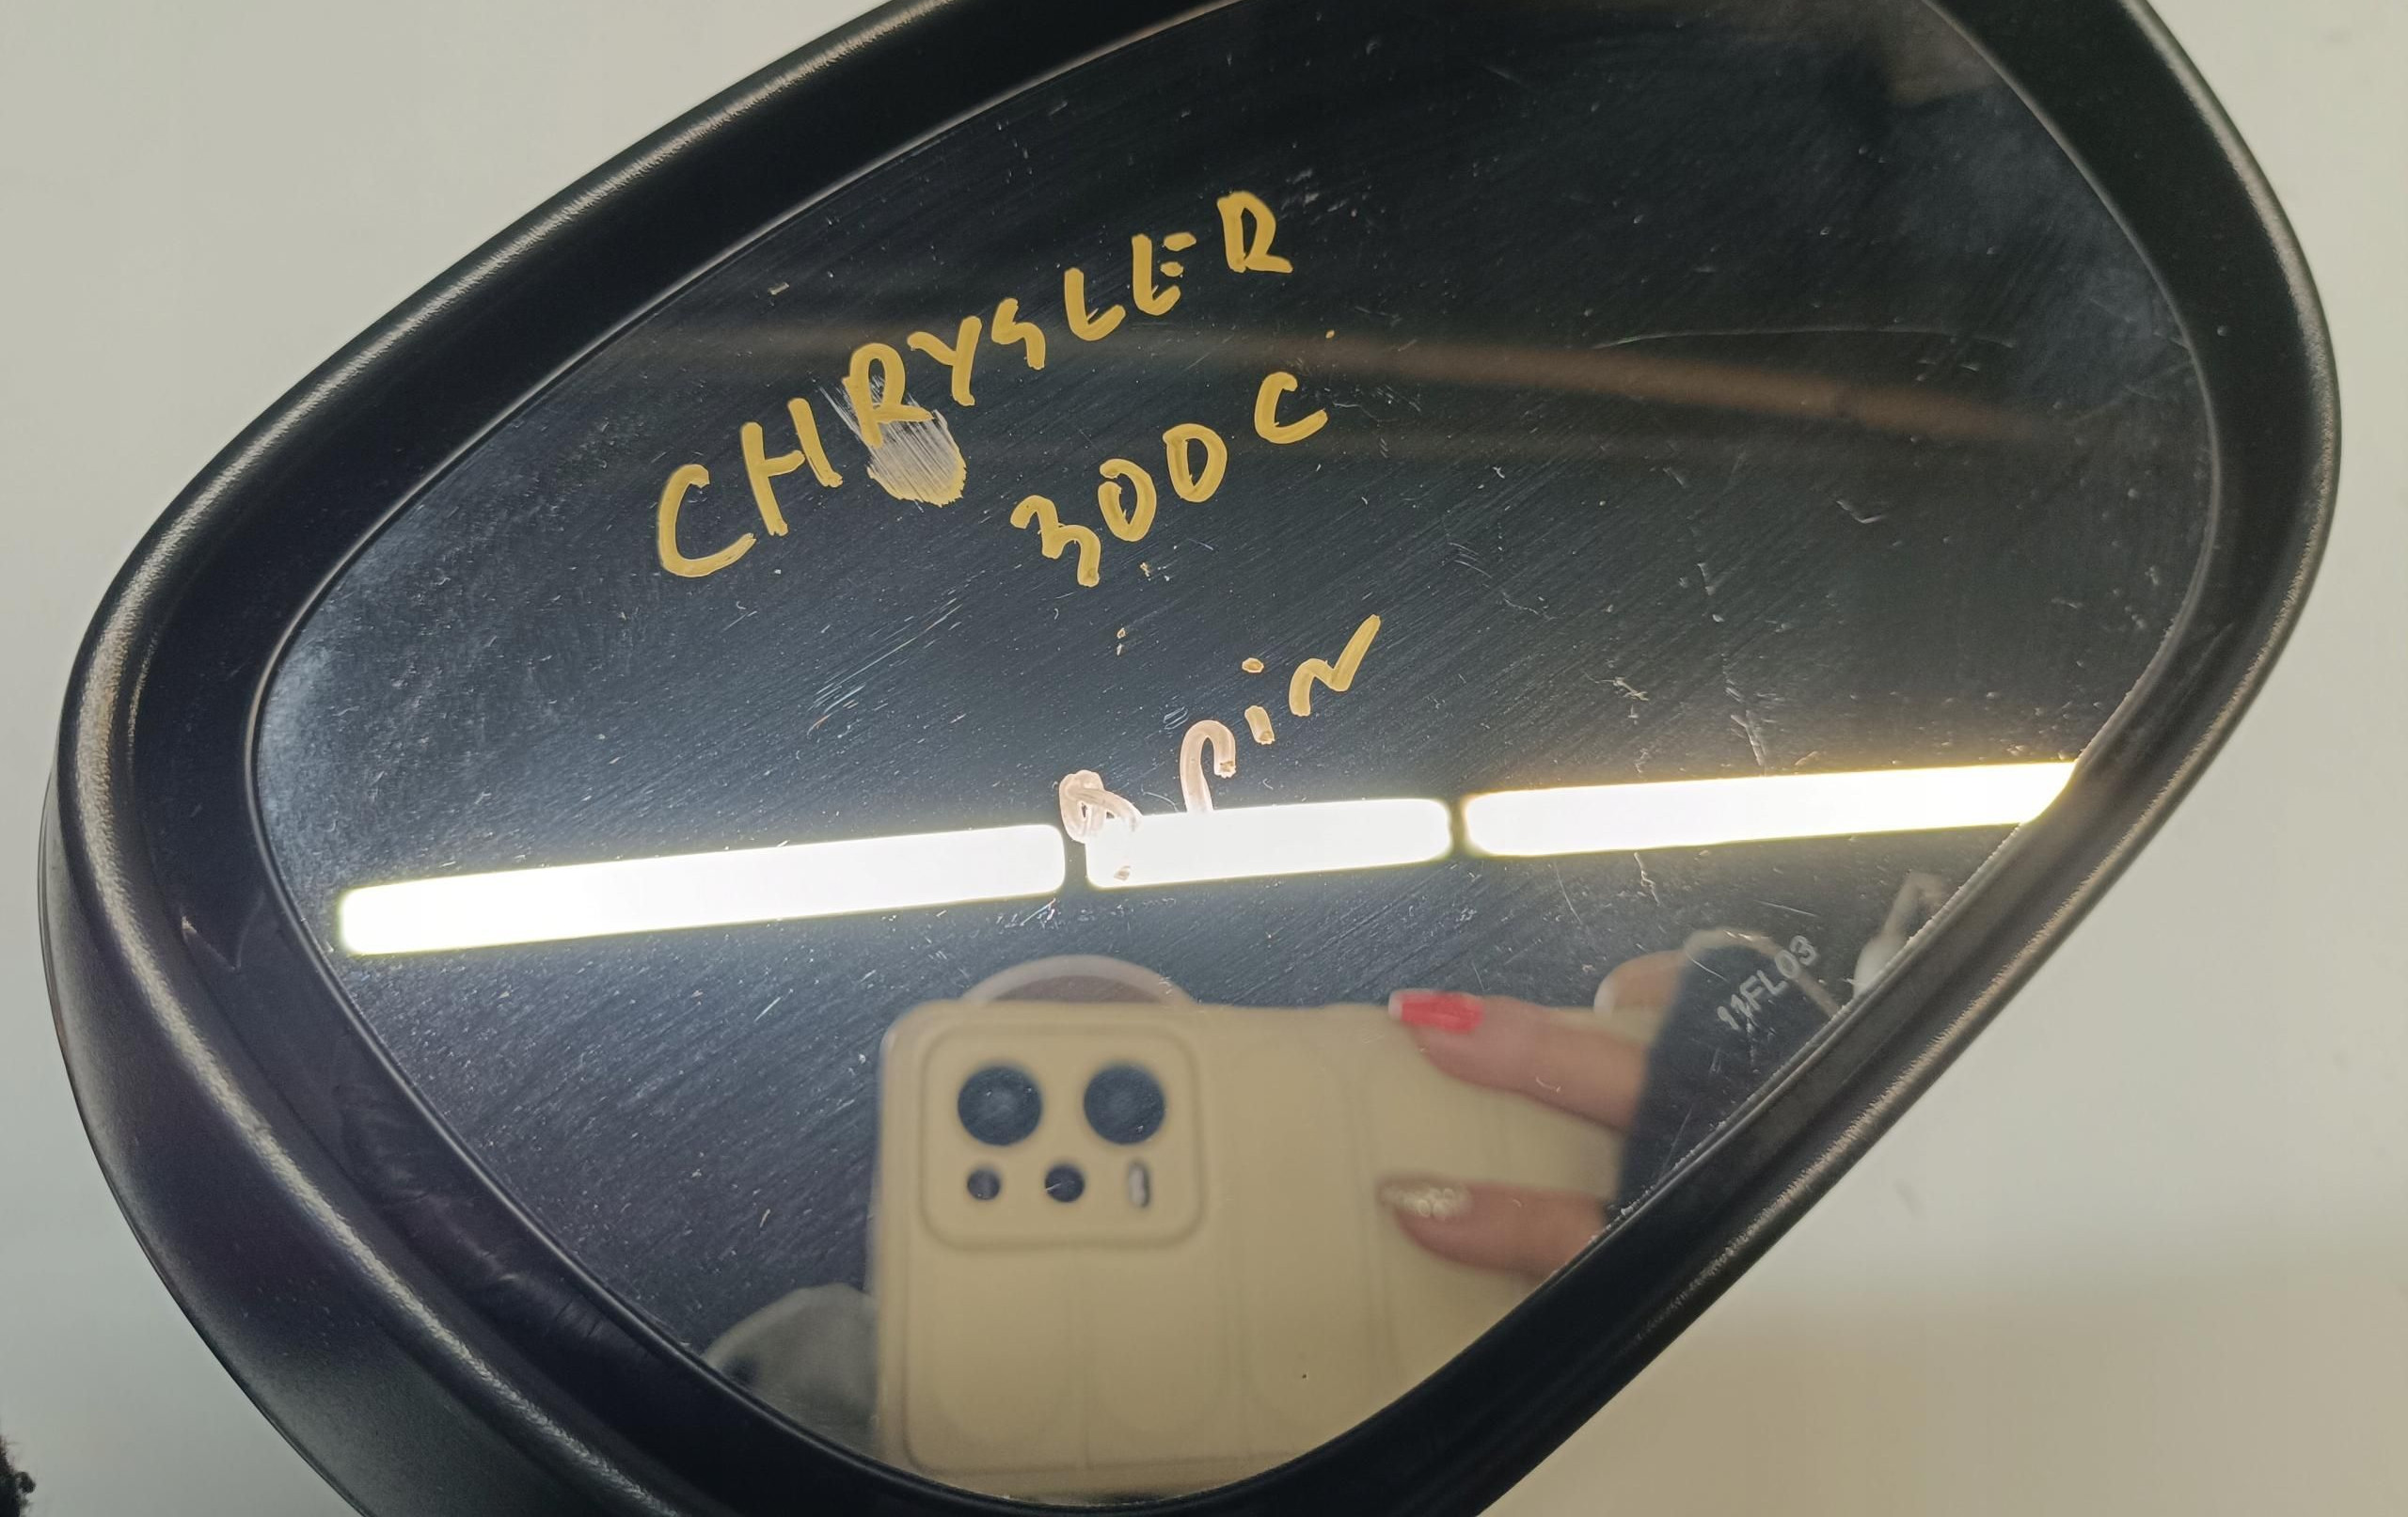 CHRYSLER
300C
8 pin
11FL03